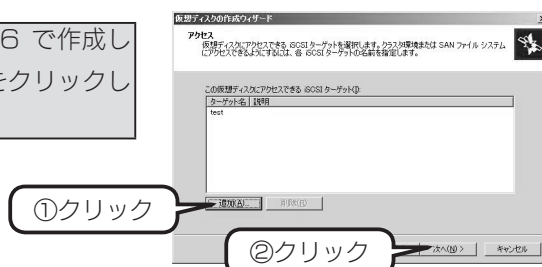 6 で作成し
をクリックし
仮想ディスクの作成ウィザード
アクセス
仮想ディスクにアクセスできる iSCSI ターゲットを選択します。クラスタ環境または SAN ファイル システム
にアクセスできるようにするには、各 iSCSI ターゲットの名前を指定します。
この仮想ディスクにアクセスできる iSCSI ターゲット(I):
ターゲット名 説明
test
追加(A)... 削除(R)
①クリック
②クリック
次へ(N) > キャンセル